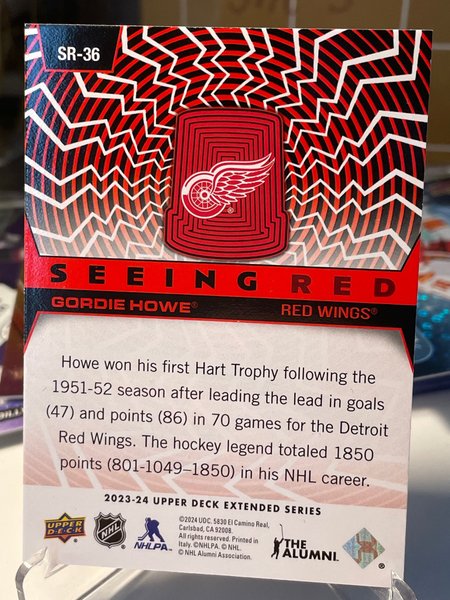 SR-36
SEEING RED
GORDIE HOWE® RED WINGS®
Howe won his first Hart Trophy following the
1951-52 season after leading the lead in goals
(47) and points (86) in 70 games for the Detroit
Red Wings. The hockey legend totaled 1850
points (801-1049–1850) in his NHL career.
2023-24 UPPER DECK EXTENDED SERIES
UPPER DECK
NHL
NHLPA®
©2024 UDC. 5830 El Camino Real,
Carlsbad, CA 92008.
All rights reserved. Printed in
USA. ©NHLPA. © NHL.
© NHL Alumni Association.
THE
ALUMNI™
®